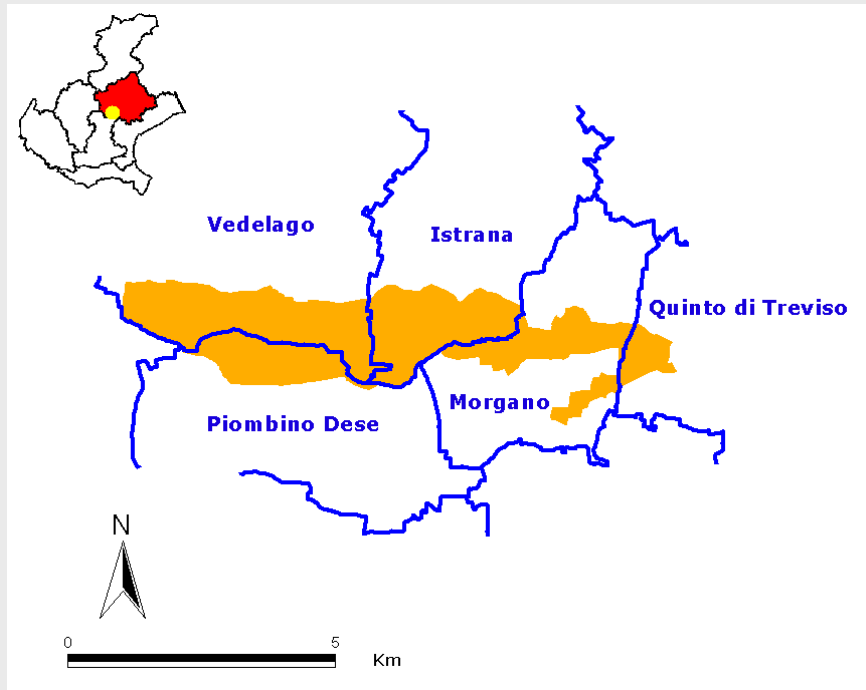 Vedelago
Istrana
Quinto di Treviso
Morgano
Piombino Dese
N
0 5
Km